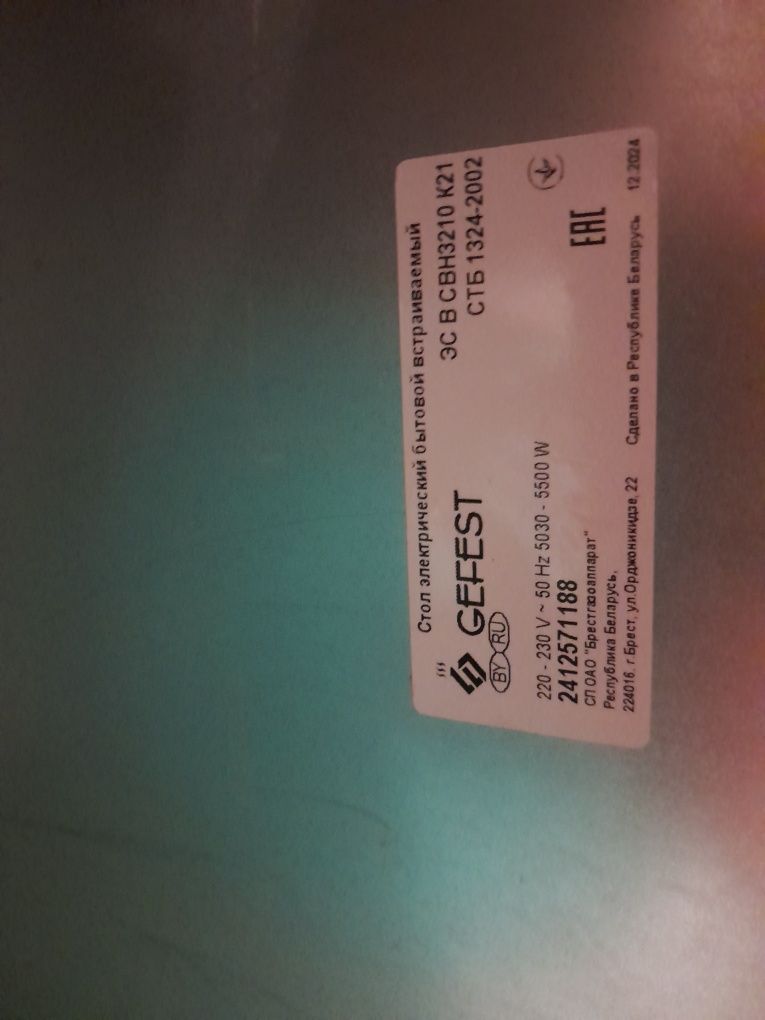 Стол электрический бытовой встраиваемый
GEFEST
ЭС В СВН3210 К21
BY RU
СТБ 1324-2002
220 - 230 V ~ 50 Hz 5030 - 5500 W
2412571188
СП ОАО "Брестгазоаппарат"
EAC
Республика Беларусь,
224016, г.Брест, ул.Орджоникидзе, 22
Сделано в Республике Беларусь
12.2024